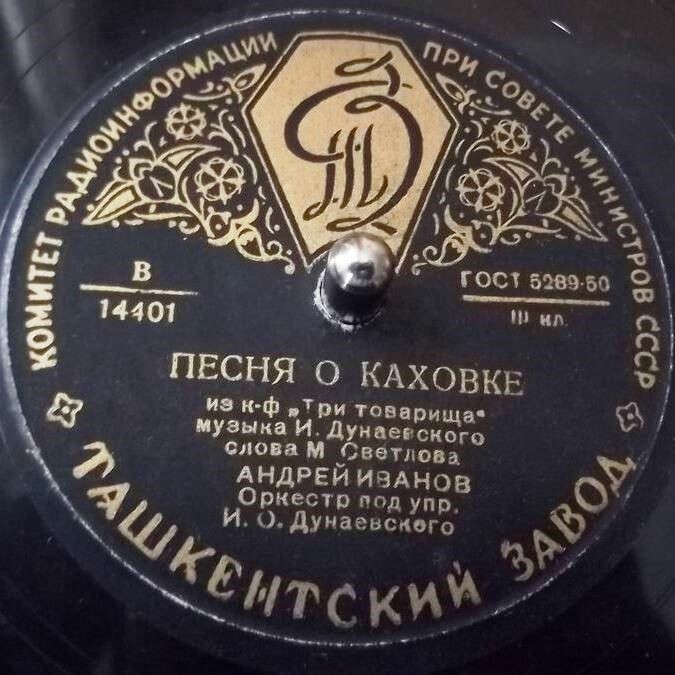 КОМИТЕТ РАДИОИНФОРМАЦИИ ПРИ СОВЕТЕ МИНИСТРОВ СССР
В
14401
ГОСТ 5289-50
III кл.
ПЕСНЯ О КАХОВКЕ
из к-ф „Три товарища"
музыка И. Дунаевского
слова М Светлова
АНДРЕЙ ИВАНОВ
Оркестр под упр.
И. О. Дунаевского
ТАШКЕНТСКИЙ ЗАВОД